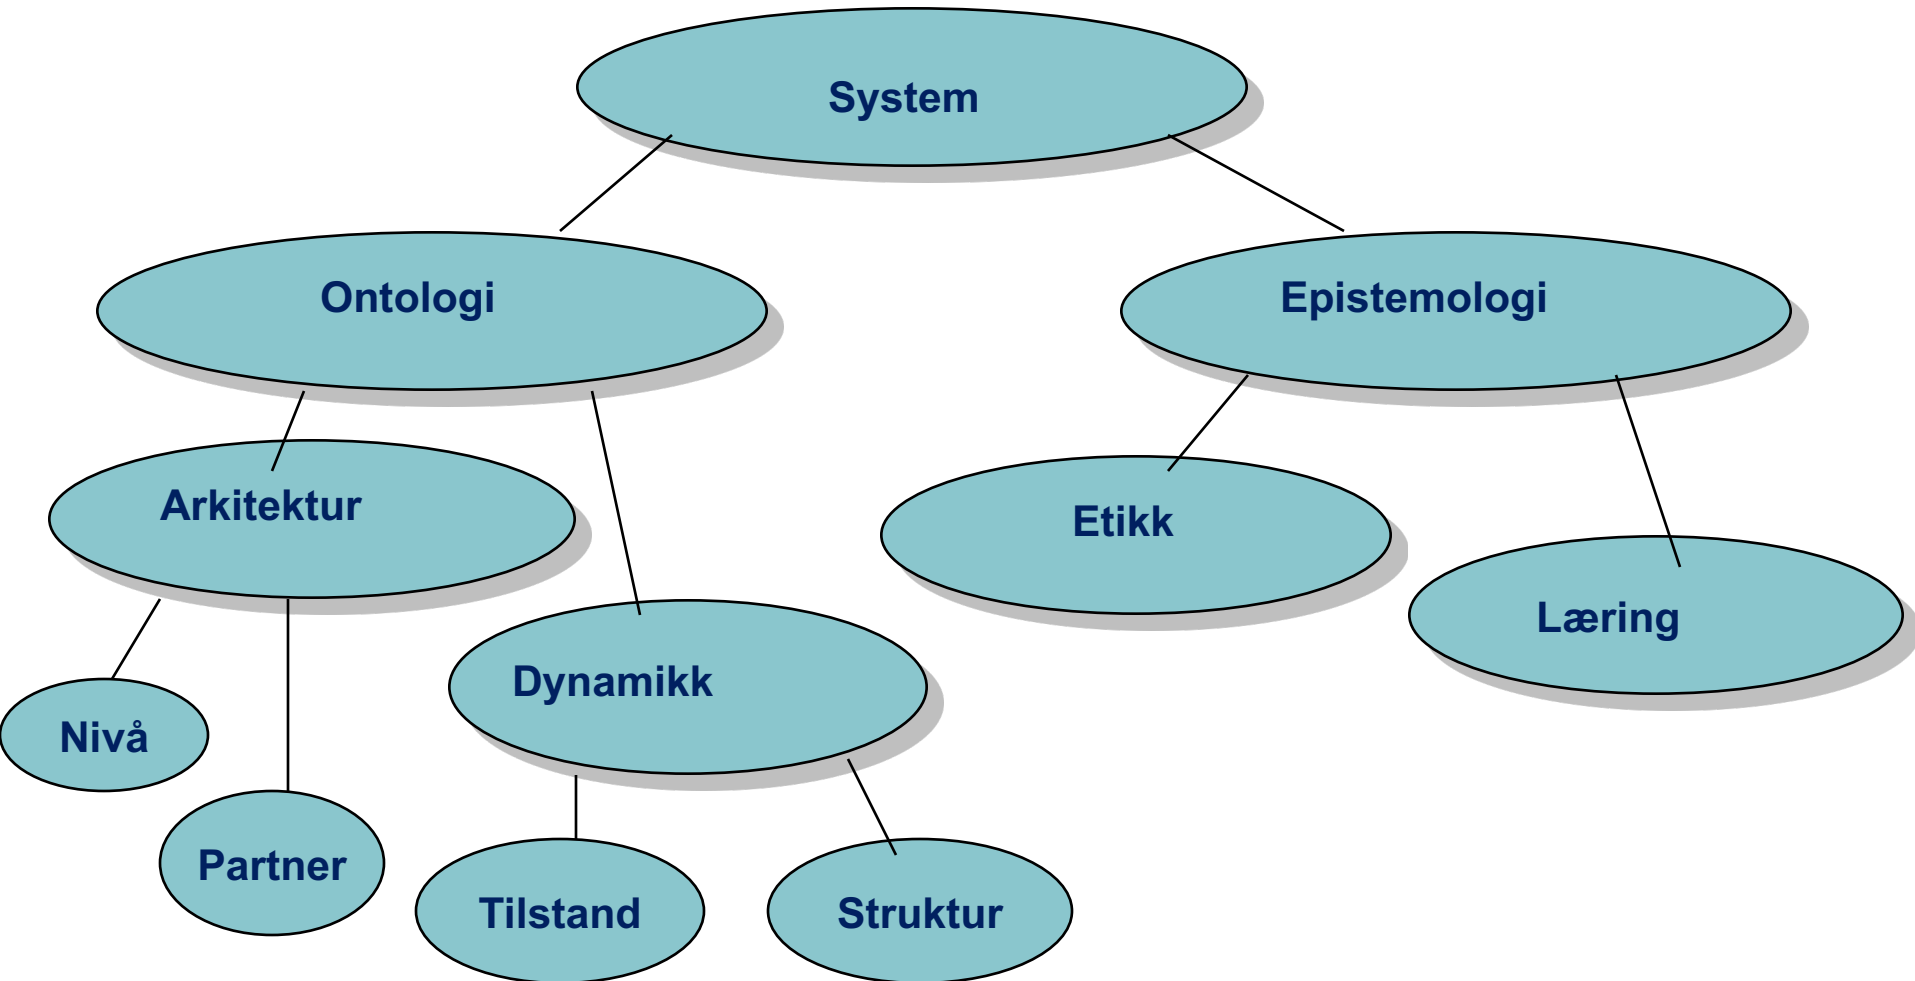 System
Ontologi
Epistemologi
Arkitektur
Etikk
Læring
Dynamikk
Nivå
Partner
Tilstand
Struktur